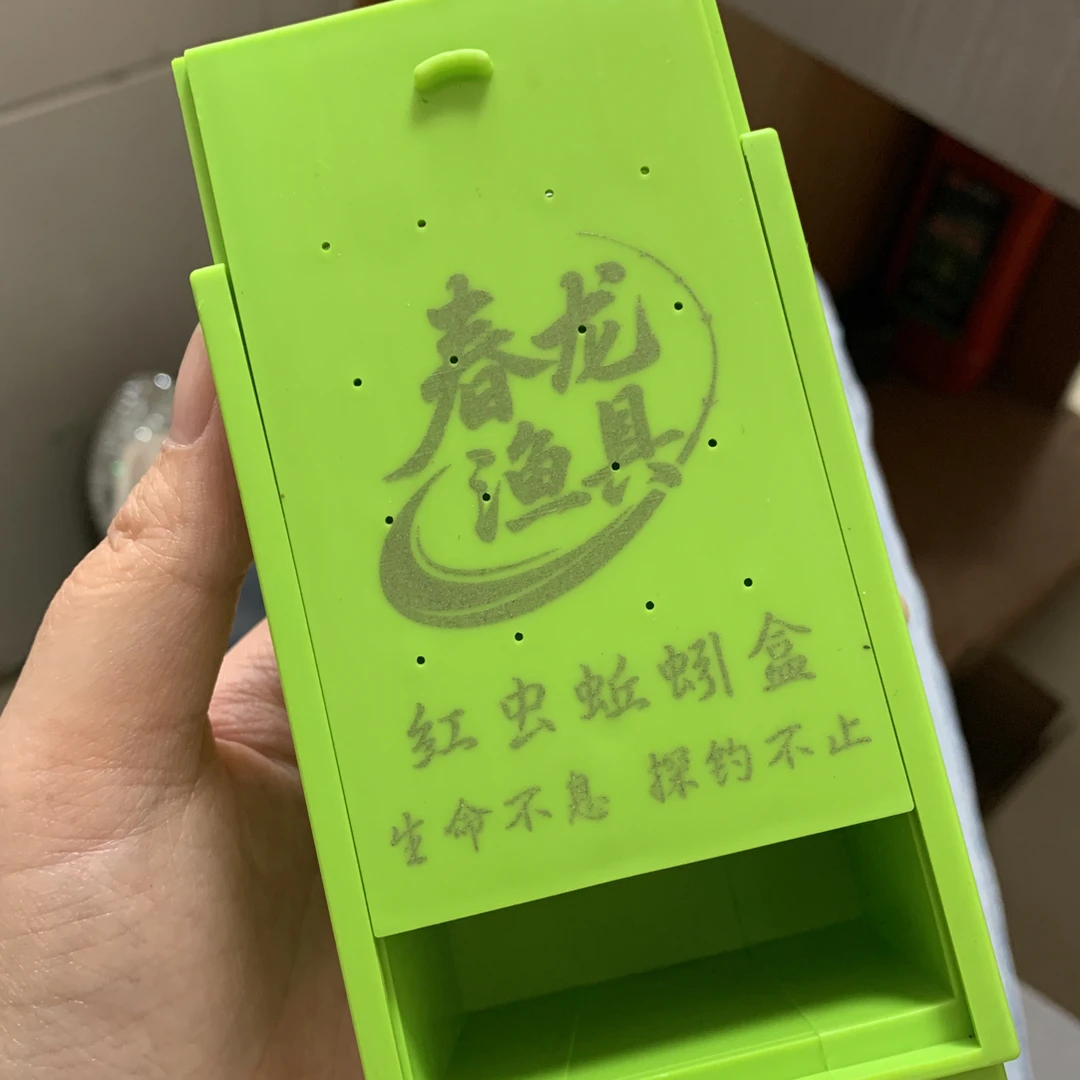 春龙
渔具
红虫蚯蚓盒
生命不息 探钓不止